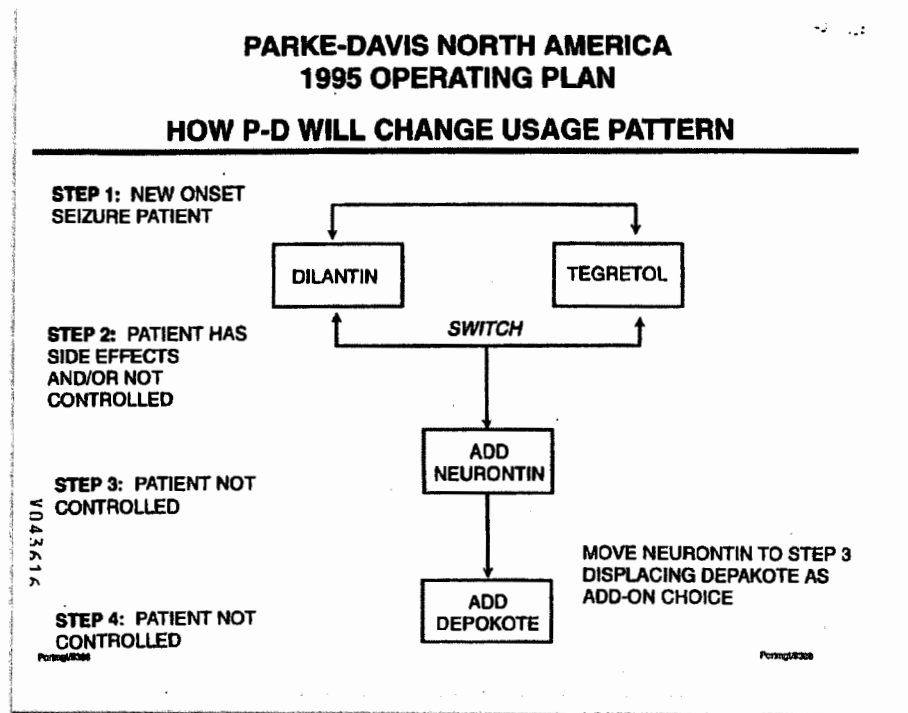 PARKE-DAVIS NORTH AMERICA
1995 OPERATING PLAN
HOW P-D WILL CHANGE USAGE PATTERN
STEP 1: NEW ONSET
SEIZURE PATIENT
DILANTIN
TEGRETOL
SWITCH
STEP 2: PATIENT HAS
SIDE EFFECTS
AND/OR NOT
CONTROLLED
ADD
NEURONTIN
STEP 3: PATIENT NOT
CONTROLLED
MOVE NEURONTIN TO STEP 3
DISPLACING DEPAKOTE AS
ADD-ON CHOICE
ADD
DEPOKOTE
STEP 4: PATIENT NOT
CONTROLLED